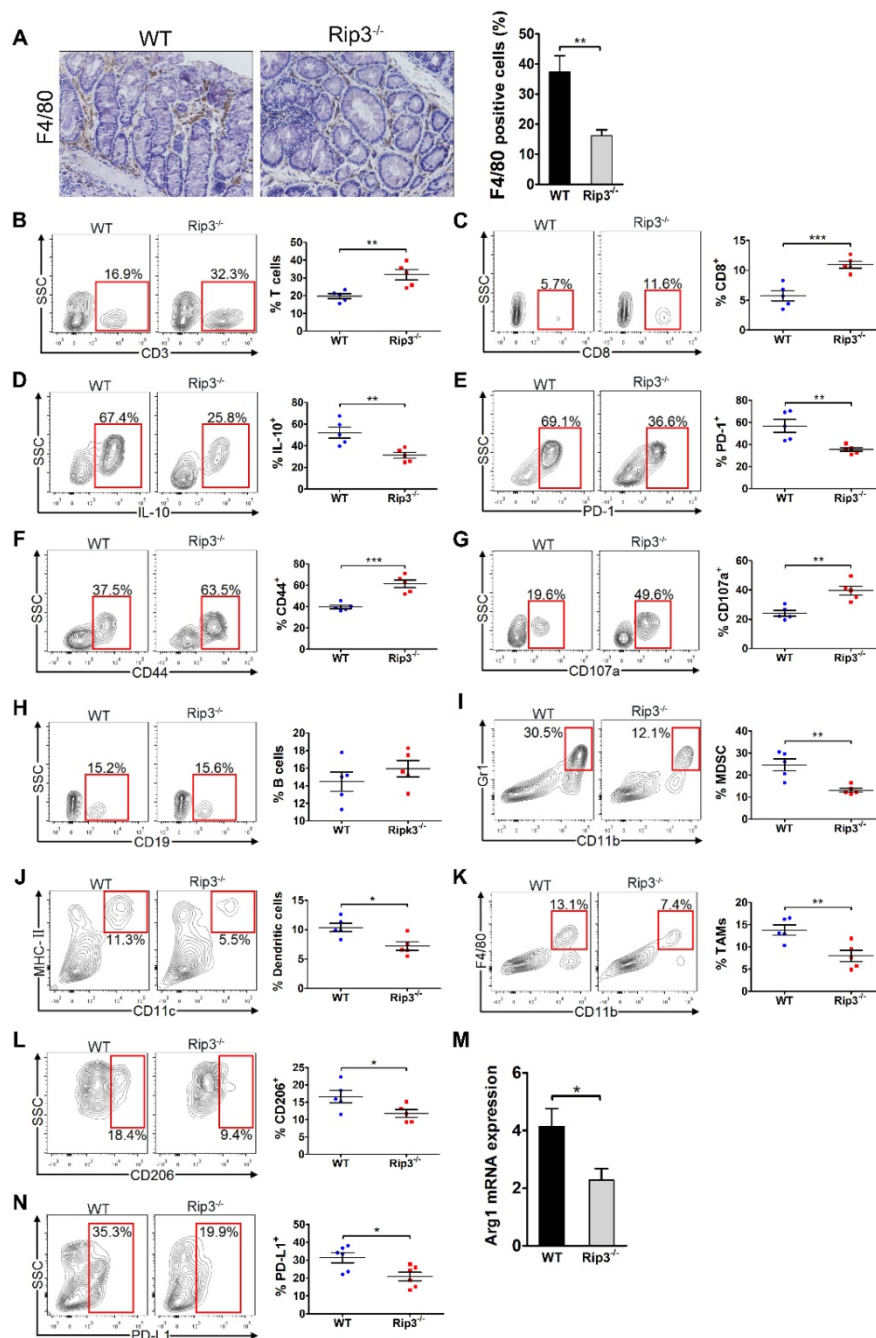 A
WT
Rip3-/-
F4/80
F4/80 positive cells (%)
50
40
30
20
10
0
**
WT
Rip3-/-
B
WT
Rip3-/-
SSC
16.9%
32.3%
CD3
% T cells
50
40
30
20
10
0
**
WT
Rip3-/-
C
WT
Rip3-/-
SSC
5.7%
11.6%
CD8
% CD8+
15
10
5
0
***
WT
Rip3-/-
D
WT
Rip3-/-
SSC
67.4%
25.8%
IL-10
% IL-10+
80
60
40
20
0
**
WT
Rip3-/-
E
WT
Rip3-/-
SSC
69.1%
36.6%
PD-1
% PD-1+
80
60
40
20
0
**
WT
Rip3-/-
F
WT
Rip3-/-
SSC
37.5%
63.5%
CD44
% CD44+
100
80
60
40
20
0
***
WT
Rip3-/-
G
WT
Rip3-/-
SSC
19.6%
49.6%
CD107a
% CD107a+
80
60
40
20
0
**
WT
Rip3-/-
H
WT
Rip3-/-
SSC
15.2%
15.6%
CD19
% B cells
20
18
16
14
12
10
WT
Ripk3-/-
I
WT
Rip3-/-
Gr1
30.5%
12.1%
CD11b
% MDSC
40
30
20
10
0
**
WT
Rip3-/-
J
WT
Rip3-/-
MHC-II
11.3%
5.5%
CD11c
% Dendritic cells
20
15
10
5
0
*
WT
Rip3-/-
K
WT
Rip3-/-
F4/80
13.1%
7.4%
CD11b
% TAMs
20
15
10
5
0
**
WT
Rip3-/-
L
WT
Rip3-/-
SSC
18.4%
9.4%
CD206
% CD206+
25
20
15
10
5
0
*
WT
Rip3-/-
M
Arg1 mRNA expression
6
4
2
0
*
WT
Rip3-/-
N
WT
Rip3-/-
SSC
35.3%
19.9%
PD-L1
% PD-L1+
50
40
30
20
10
0
*
WT
Rip3-/-